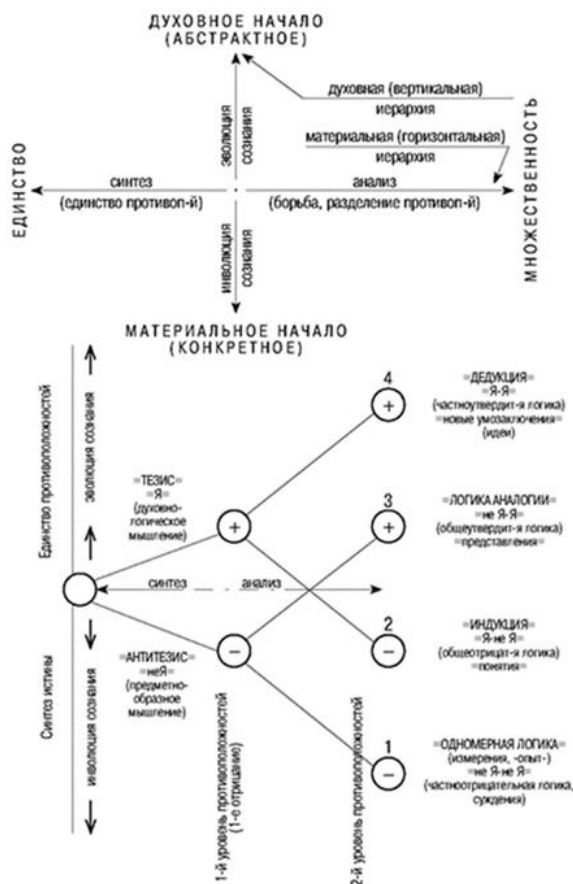 ДУХОВНОЕ НАЧАЛО
(АБСТРАКТНОЕ)
духовная (вертикальная)
иерархия
материальная (горизонтальная)
иерархия
ЕДИНСТВО
эволюция
сознания
МНОЖЕСТВЕННОСТЬ
синтез
(единство противоп-й)
анализ
(борьба, разделение противоп-й)
инволюция
сознания
МАТЕРИАЛЬНОЕ НАЧАЛО
(КОНКРЕТНОЕ)
Единство противоположностей
эволюция сознания
=ТЕЗИС=
=Я=
(духовно-
логическое
мышление)
+
4
+
=ДЕДУКЦИЯ=
=Я-Я=
(частноутвердит-я логика)
=новые умозаключения=
(идеи)
3
+
=ЛОГИКА АНАЛОГИИ=
=не Я-Я=
(общеутвердит-я логика)
=представления=
синтез
анализ
Синтез истины
инволюция сознания
=АНТИТЕЗИС=
=неЯ=
(предметно-
образное
мышление)
−
2
−
=ИНДУКЦИЯ=
=Я-не Я=
(общеотрицат-я логика)
=понятия=
1
−
=ОДНОМЕРНАЯ ЛОГИКА=
(измерения, -опыт-)
=не Я-не Я=
(частноотрицательная логика,
суждения)
1-й уровень противоположностей
(1-е отрицание)
2-й уровень противоположностей